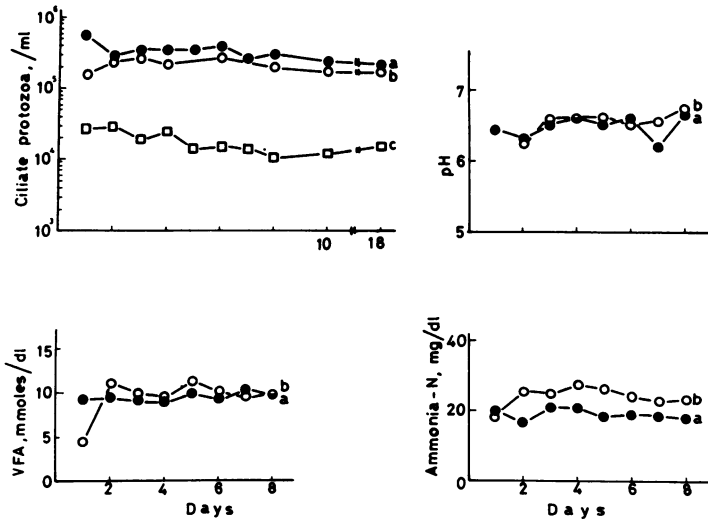 Ciliate protozoa, /ml
10⁶
10⁵
10⁴
10³
a
b
c
10
18
pH
7
6
5
b
a
VFA, mmoles/dl
15
10
5
0
b
a
2
4
6
8
Days
Ammonia-N, mg/dl
40
20
0
b
a
2
4
6
8
Days